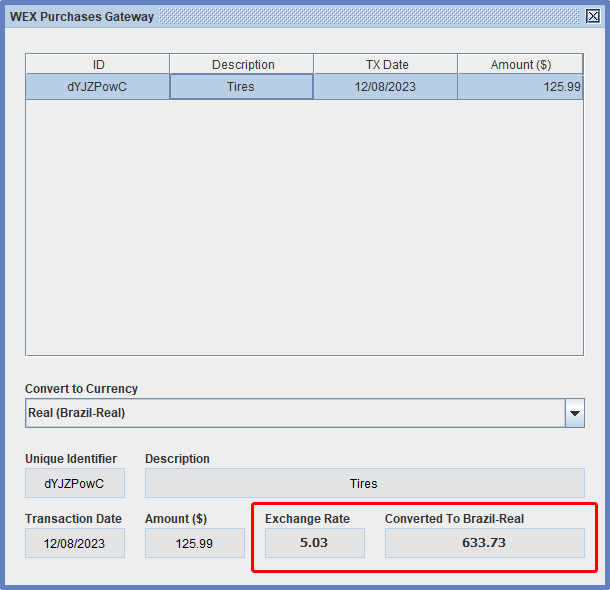 WEX Purchases Gateway
ID Description TX Date Amount ($)
dYJZPowC Tires 12/08/2023 125.99
Convert to Currency
Real (Brazil-Real)
Unique Identifier Description
dYJZPowC Tires
Transaction Date Amount ($) Exchange Rate Converted To Brazil-Real
12/08/2023 125.99 5.03 633.73